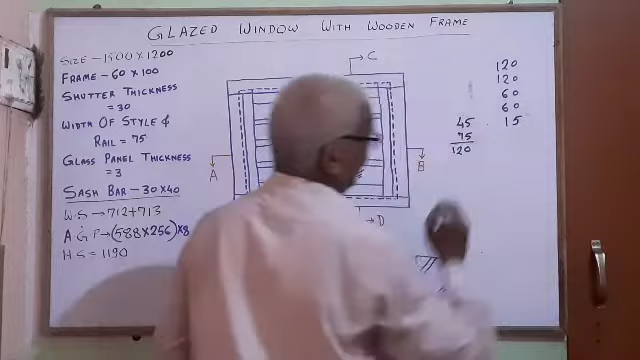 GLAZED WINDOW WITH WOODEN FRAME
SIZE - 1500 X 1200
FRAME - 60 X 100
SHUTTER THICKNESS
= 30
WIDTH OF STYLE &
RAIL = 75
GLASS PANEL THICKNESS
= 3
SASH BAR - 30 X 40
W.S → 712 + 713
A G P → (588 X 256) X 8
H S = 1190
C
A
B
D
45
75
120
120
120
60
60
15